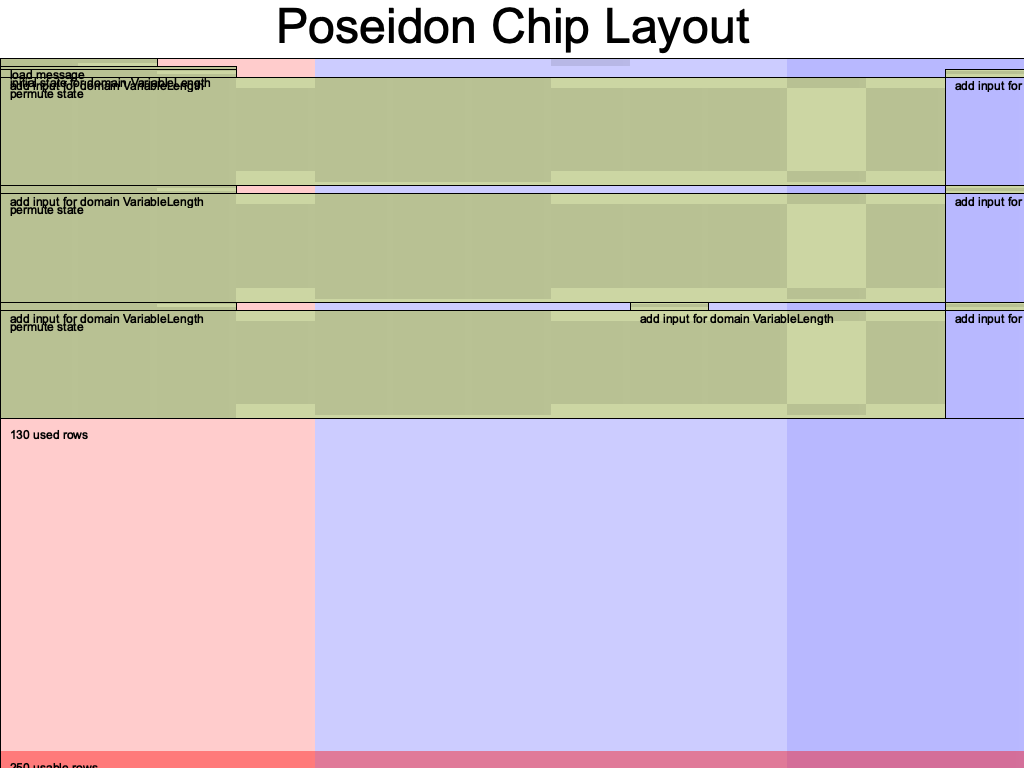 Poseidon Chip Layout
load message
initial state for domain VariableLength
add input for domain VariableLength
permute state
add input for
add input for domain VariableLength
permute state
add input for
add input for domain VariableLength
permute state
add input for domain VariableLength
add input for
130 used rows
250 usable rows